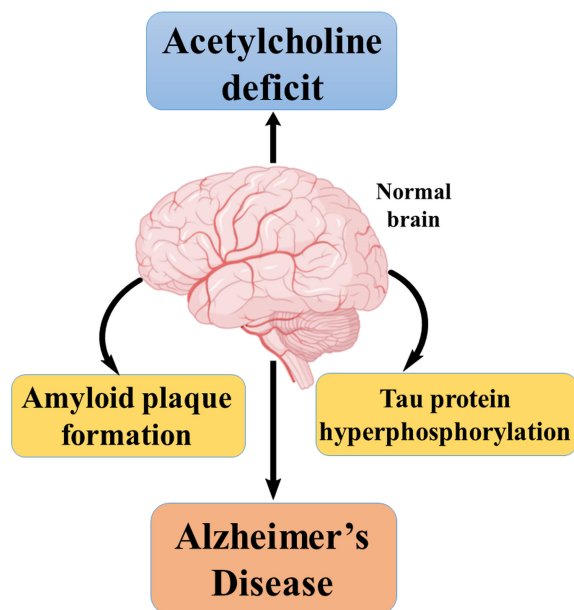 Acetylcholine
deficit
Normal
brain
Amyloid plaque
formation
Tau protein
hyperphosphorylation
Alzheimer’s
Disease